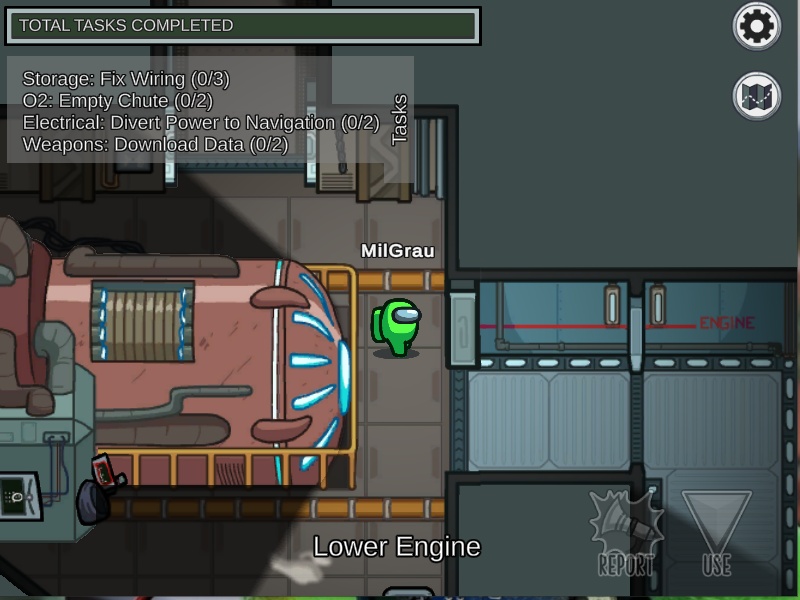 TOTAL TASKS COMPLETED
Storage: Fix Wiring (0/3)
O2: Empty Chute (0/2)
Electrical: Divert Power to Navigation (0/2)
Weapons: Download Data (0/2)
Tasks
MilGrau
ENGINE
Lower Engine
REPORT
USE